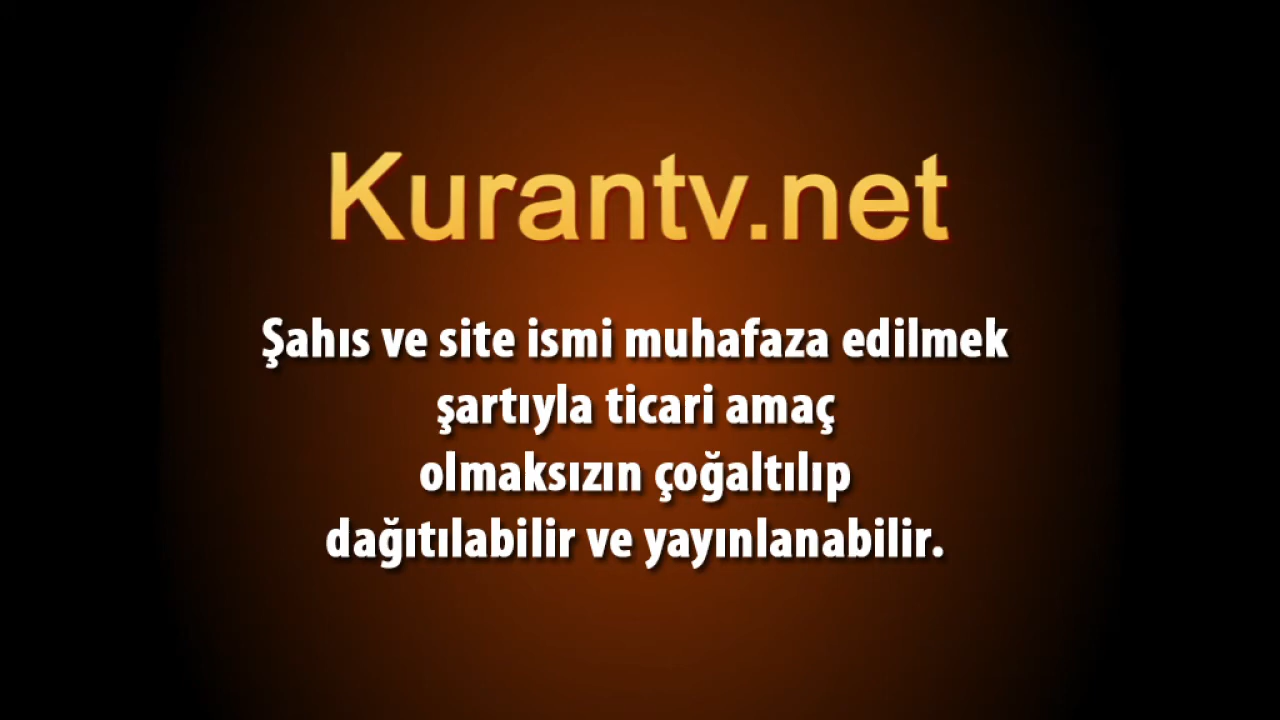 Kurantv.net
Şahıs ve site ismi muhafaza edilmek
şartıyla ticari amaç
olmaksızın çoğaltılıp
dağıtılabilir ve yayınlanabilir.